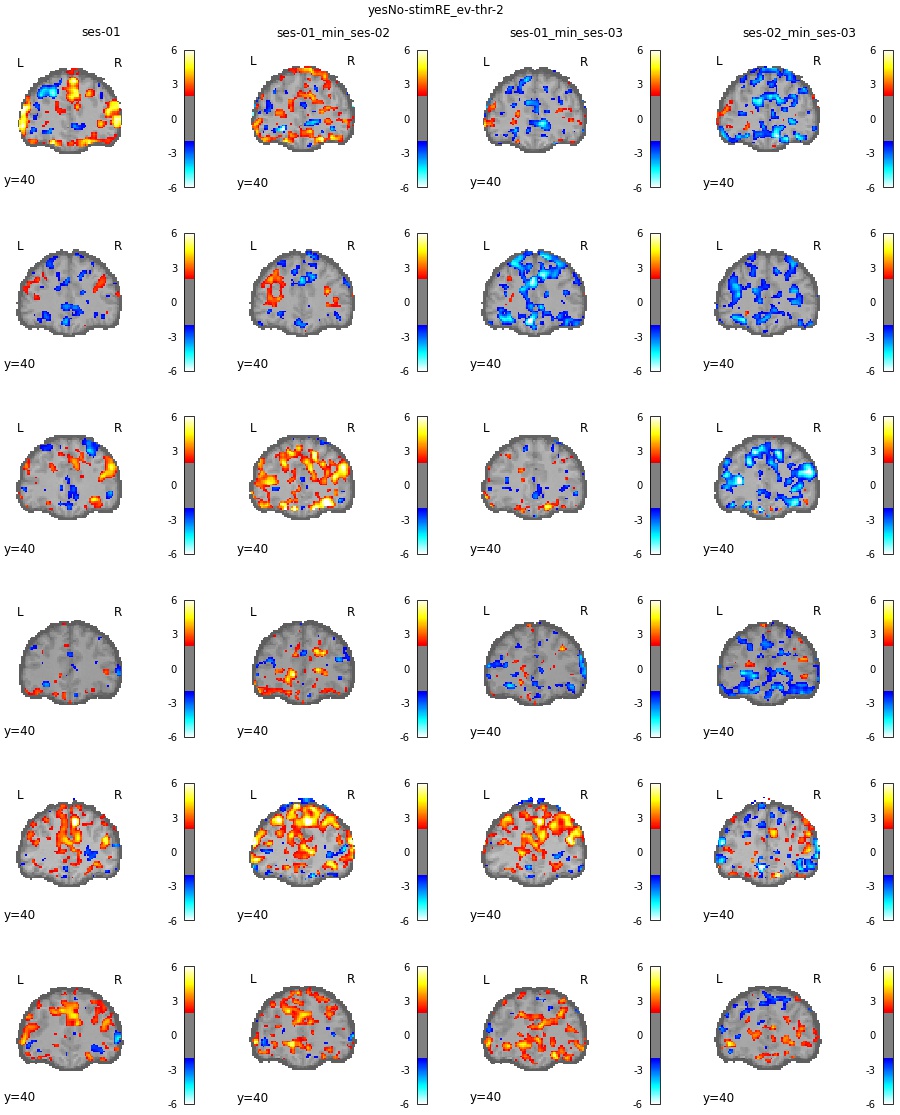 yesNo-stimRE_ev-thr-2
ses-01 ses-01_min_ses-02 ses-01_min_ses-03 ses-02_min_ses-03
L R 6 3 0 -3 -6 L R 6 3 0 -3 -6 L R 6 3 0 -3 -6 L R 6 3 0 -3 -6
y=40 y=40 y=40 y=40
L R 6 3 0 -3 -6 L R 6 3 0 -3 -6 L R 6 3 0 -3 -6 L R 6 3 0 -3 -6
y=40 y=40 y=40 y=40
L R 6 3 0 -3 -6 L R 6 3 0 -3 -6 L R 6 3 0 -3 -6 L R 6 3 0 -3 -6
y=40 y=40 y=40 y=40
L R 6 3 0 -3 -6 L R 6 3 0 -3 -6 L R 6 3 0 -3 -6 L R 6 3 0 -3 -6
y=40 y=40 y=40 y=40
L R 6 3 0 -3 -6 L R 6 3 0 -3 -6 L R 6 3 0 -3 -6 L R 6 3 0 -3 -6
y=40 y=40 y=40 y=40
L R 6 3 0 -3 -6 L R 6 3 0 -3 -6 L R 6 3 0 -3 -6 L R 6 3 0 -3 -6
y=40 y=40 y=40 y=40